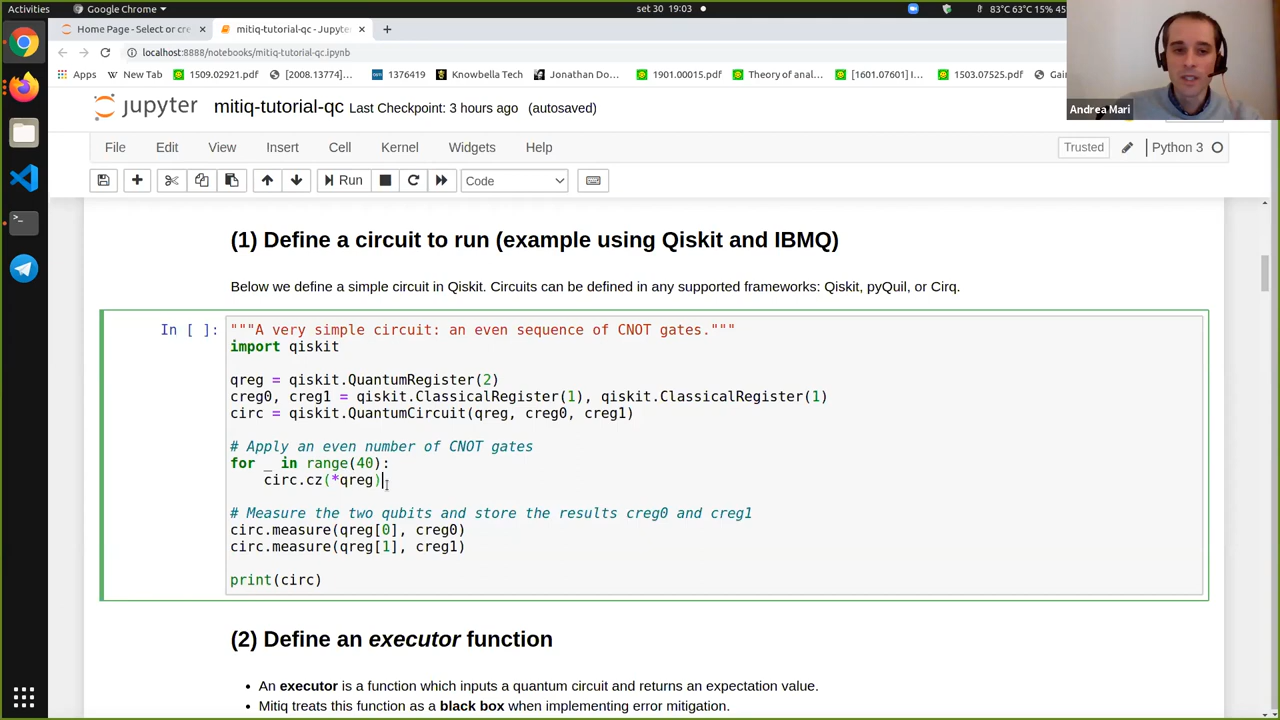 Activities
Google Chrome
set 30 19:03
83°C 63°C 15% 45
Home Page - Select or cre
mitiq-tutorial-qc - Jupyte
localhost:8888/notebooks/mitiq-tutorial-qc.ipynb
Apps
New Tab
1509.02921.pdf
[2008.13774]...
1376419
Knowbella Tech
Jonathan Do...
1901.00015.pdf
Theory of anal...
[1601.07601] I...
1503.07525.pdf
Gai
Andrea Mari
jupyter
mitiq-tutorial-qc Last Checkpoint: 3 hours ago (autosaved)
File Edit View Insert Cell Kernel Widgets Help
Trusted
Python 3
Run
Code
(1) Define a circuit to run (example using Qiskit and IBMQ)
Below we define a simple circuit in Qiskit. Circuits can be defined in any supported frameworks: Qiskit, pyQuil, or Cirq.
In [ ]:
"""A very simple circuit: an even sequence of CNOT gates."""
import qiskit
qreg = qiskit.QuantumRegister(2)
creg0, creg1 = qiskit.ClassicalRegister(1), qiskit.ClassicalRegister(1)
circ = qiskit.QuantumCircuit(qreg, creg0, creg1)
# Apply an even number of CNOT gates
for _ in range(40):
circ.cz(*qreg)
# Measure the two qubits and store the results creg0 and creg1
circ.measure(qreg[0], creg0)
circ.measure(qreg[1], creg1)
print(circ)
(2) Define an executor function
• An executor is a function which inputs a quantum circuit and returns an expectation value.
• Mitiq treats this function as a black box when implementing error mitigation.